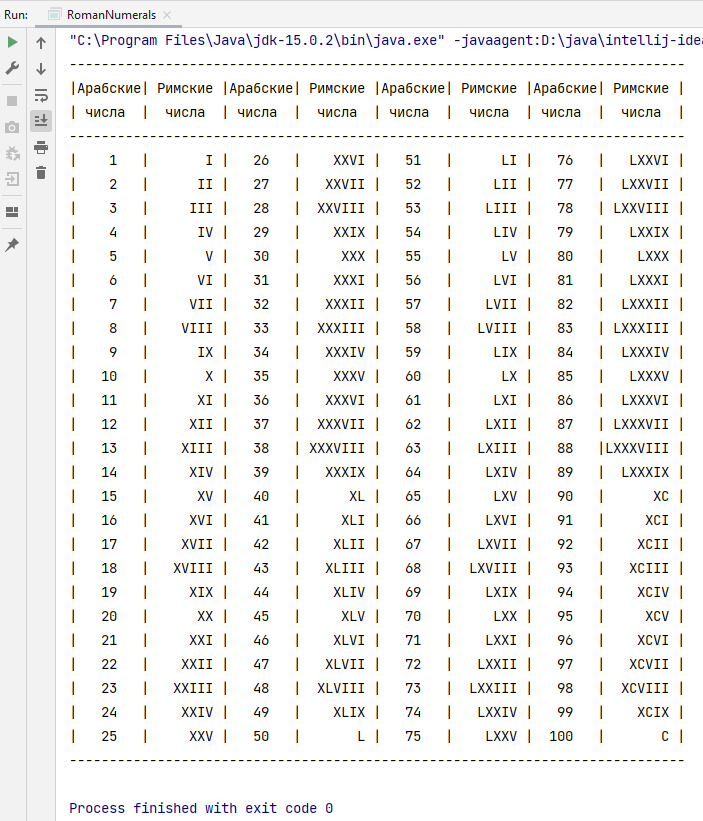 Run: RomanNumerals
"C:\Program Files\Java\jdk-15.0.2\bin\java.exe" -javaagent:D:\java\intellij-idea
-----------------------------------------------------------------------------
|Арабские| Римские |Арабские| Римские |Арабские| Римские |Арабские| Римские |
| числа  |  числа  | числа  |  числа  | числа  |  числа  | числа  |  числа  |
-----------------------------------------------------------------------------
|    1   |       I |   26   |    XXVI |   51   |      LI |   76   |   LXXVI |
|    2   |      II |   27   |   XXVII |   52   |     LII |   77   |  LXXVII |
|    3   |     III |   28   |  XXVIII |   53   |    LIII |   78   | LXXVIII |
|    4   |      IV |   29   |    XXIX |   54   |     LIV |   79   |   LXXIX |
|    5   |       V |   30   |     XXX |   55   |      LV |   80   |    LXXX |
|    6   |      VI |   31   |    XXXI |   56   |     LVI |   81   |   LXXXI |
|    7   |     VII |   32   |   XXXII |   57   |    LVII |   82   |  LXXXII |
|    8   |    VIII |   33   |  XXXIII |   58   |   LVIII |   83   | LXXXIII |
|    9   |      IX |   34   |   XXXIV |   59   |     LIX |   84   |  LXXXIV |
|   10   |       X |   35   |    XXXV |   60   |      LX |   85   |   LXXXV |
|   11   |      XI |   36   |   XXXVI |   61   |     LXI |   86   |  LXXXVI |
|   12   |     XII |   37   |  XXXVII |   62   |    LXII |   87   | LXXXVII |
|   13   |    XIII |   38   | XXXVIII |   63   |   LXIII |   88   |LXXXVIII |
|   14   |     XIV |   39   |   XXXIX |   64   |    LXIV |   89   |  LXXXIX |
|   15   |      XV |   40   |      XL |   65   |     LXV |   90   |      XC |
|   16   |     XVI |   41   |     XLI |   66   |    LXVI |   91   |     XCI |
|   17   |    XVII |   42   |    XLII |   67   |   LXVII |   92   |    XCII |
|   18   |   XVIII |   43   |   XLIII |   68   |  LXVIII |   93   |   XCIII |
|   19   |     XIX |   44   |    XLIV |   69   |    LXIX |   94   |    XCIV |
|   20   |      XX |   45   |     XLV |   70   |     LXX |   95   |     XCV |
|   21   |     XXI |   46   |    XLVI |   71   |    LXXI |   96   |    XCVI |
|   22   |    XXII |   47   |   XLVII |   72   |   LXXII |   97   |   XCVII |
|   23   |   XXIII |   48   |  XLVIII |   73   |  LXXIII |   98   |  XCVIII |
|   24   |    XXIV |   49   |    XLIX |   74   |   LXXIV |   99   |    XCIX |
|   25   |     XXV |   50   |       L |   75   |    LXXV |  100   |       C |
-----------------------------------------------------------------------------
Process finished with exit code 0